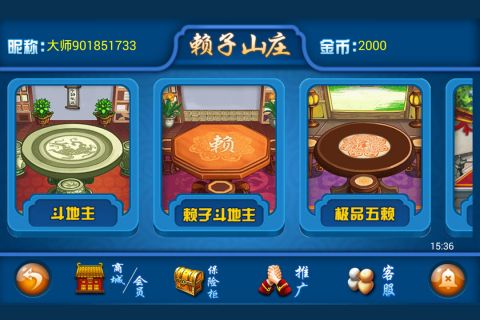 昵称:大师901851733
赖子山庄
金币:2000
赖
斗地主
赖子斗地主
极品五赖
15:36
商城/会员
保险柜
推广
客服